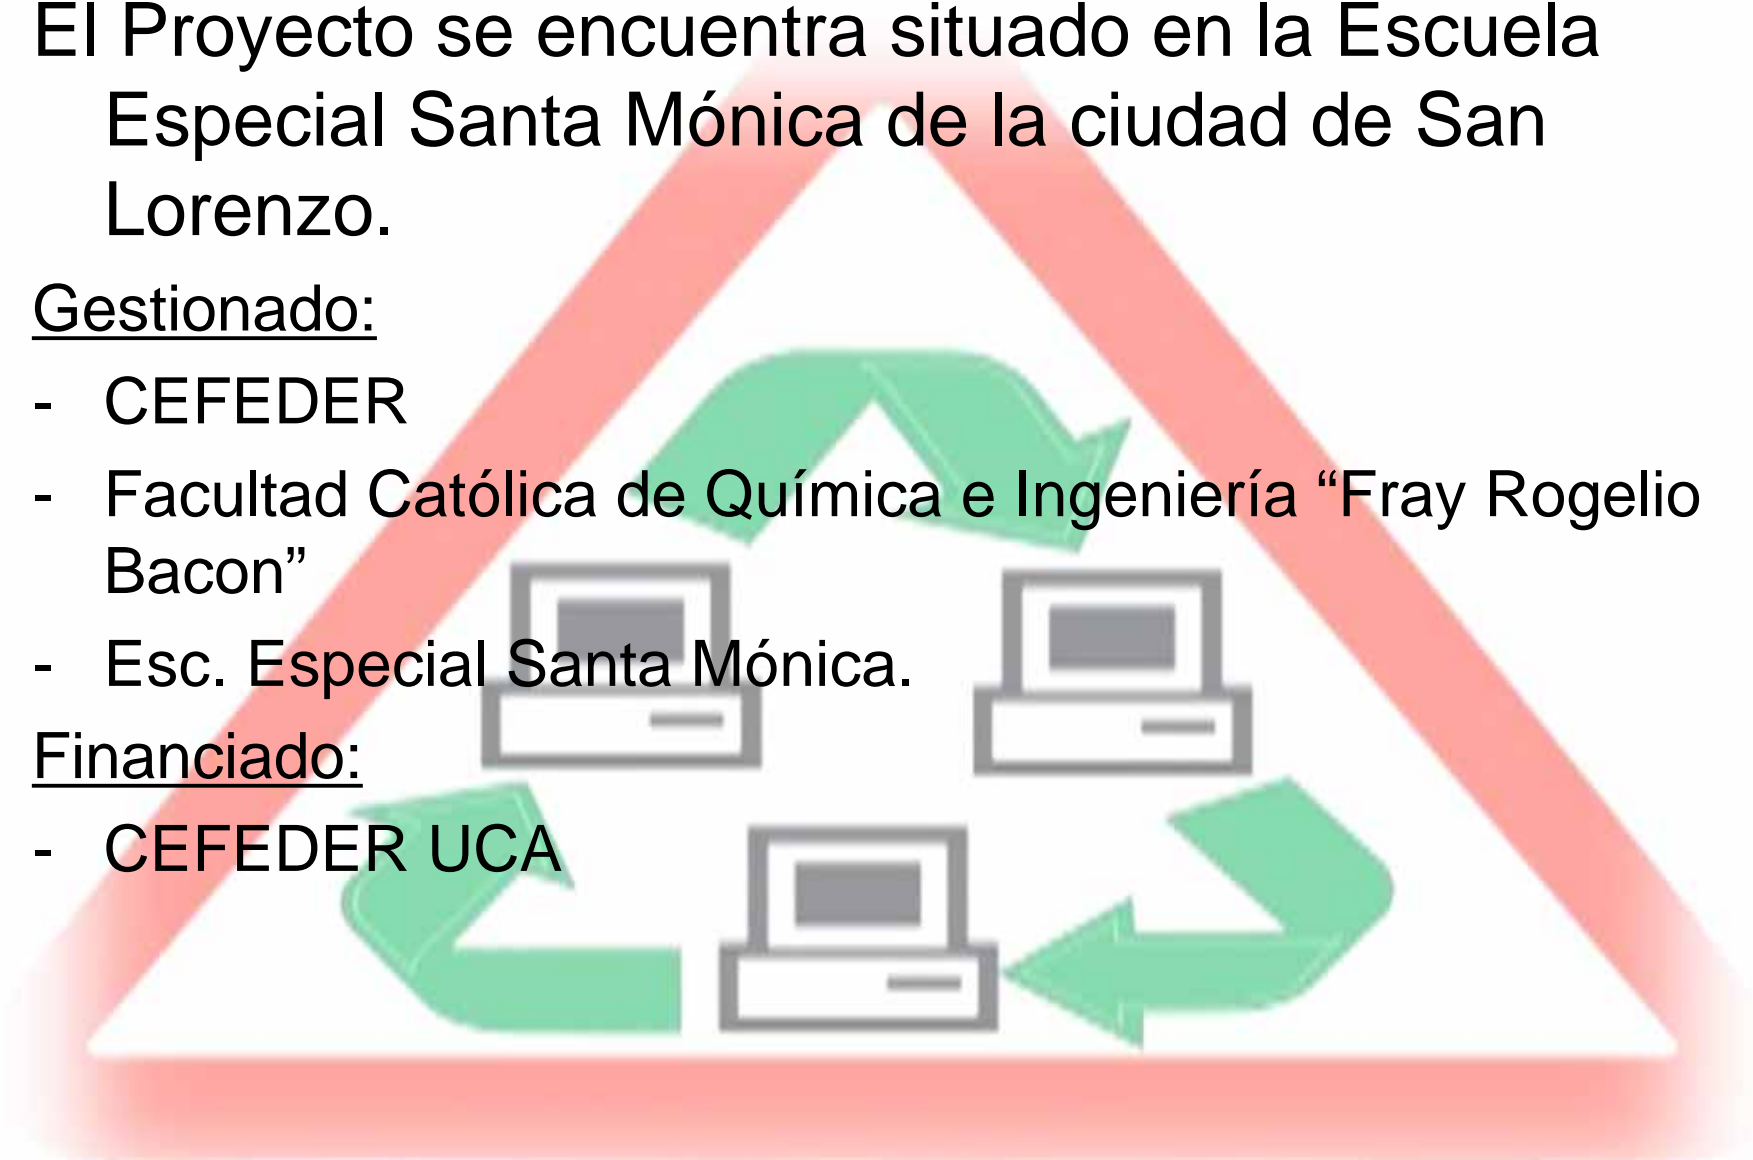 El Proyecto se encuentra situado en la Escuela
Especial Santa Mónica de la ciudad de San
Lorenzo.
Gestionado:
- CEFEDER
- Facultad Católica de Química e Ingeniería “Fray Rogelio
Bacon”
- Esc. Especial Santa Mónica.
Financiado:
- CEFEDER UCA